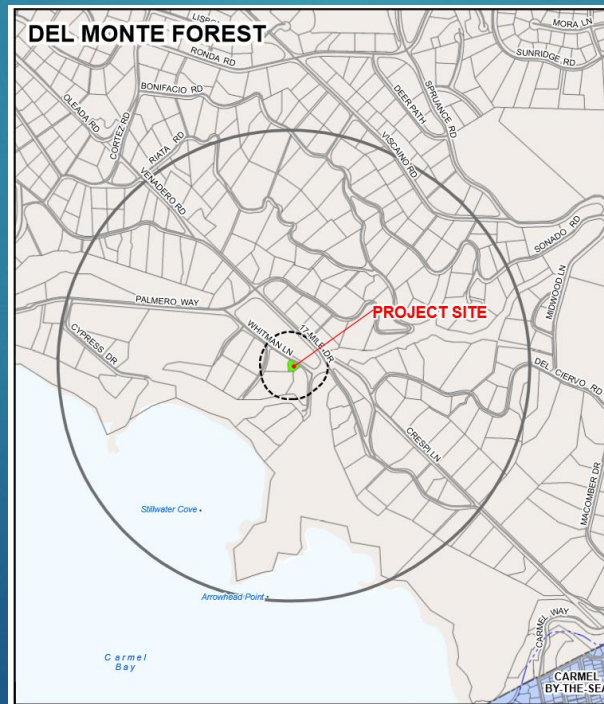 DEL MONTE FOREST
MORA LN
RONDA RD
SUNRIDGE RD
BONIFACIO RD
DEER PATH
SPRUANCE RD
OLEADA RD
CORTEZ RD
RIATA RD
VISCAINO RD
VENADERO RD
SONADO RD
MIDWOOD LN
PALMERO WAY
PROJECT SITE
WHITMAN LN
17-MILE-DR
CYPRESS DR
DEL CIERVO RD
CRESPI LN
MACOMBER DR
Stillwater Cove
Arrowhead Point
CARMEL WAY
Carmel
Bay
CARMEL
BY-THE-SEA